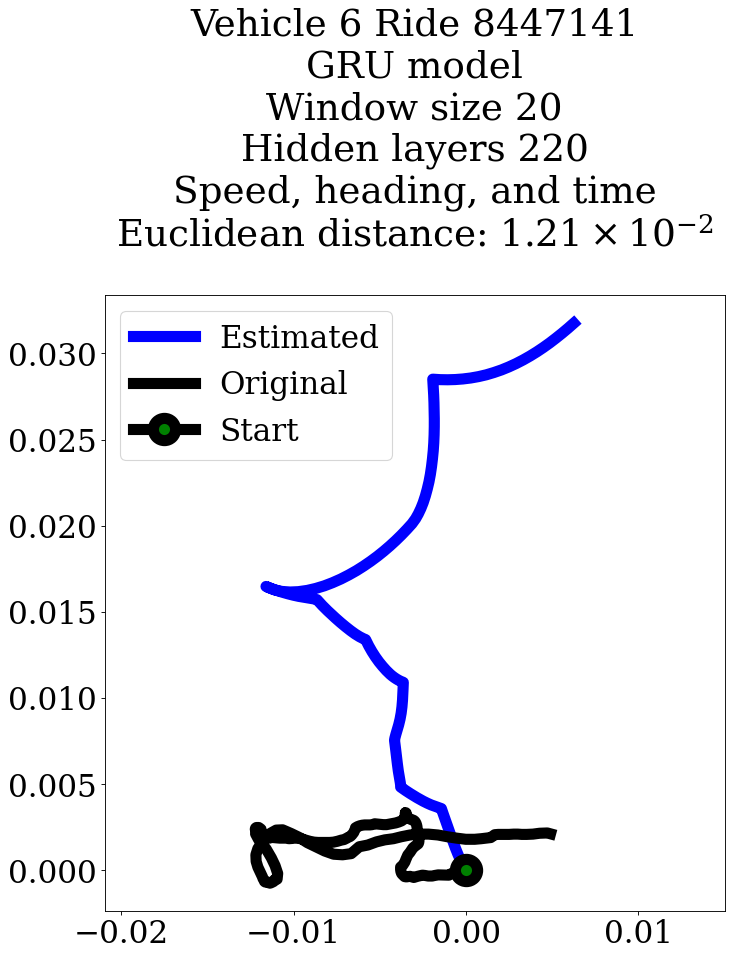 Vehicle 6 Ride 8447141
GRU model
Window size 20
Hidden layers 220
Speed, heading, and time
Euclidean distance: 1.21 × 10⁻²
Estimated
Original
Start
0.030
0.025
0.020
0.015
0.010
0.005
0.000
−0.02 −0.01 0.00 0.01